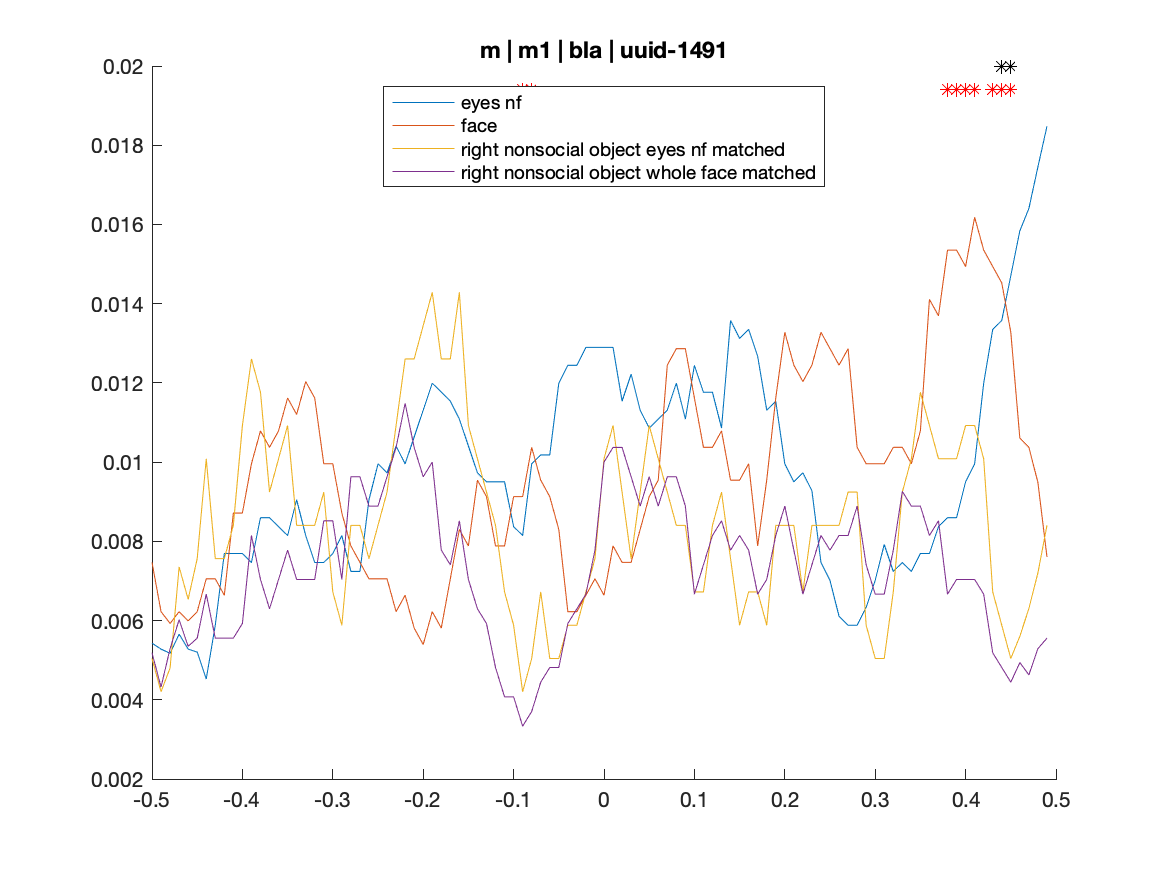 m | m1 | bla | uuid-1491
0.02
0.018
0.016
0.014
0.012
0.01
0.008
0.006
0.004
0.002
eyes nf
face
right nonsocial object eyes nf matched
right nonsocial object whole face matched
-0.5 -0.4 -0.3 -0.2 -0.1 0 0.1 0.2 0.3 0.4 0.5